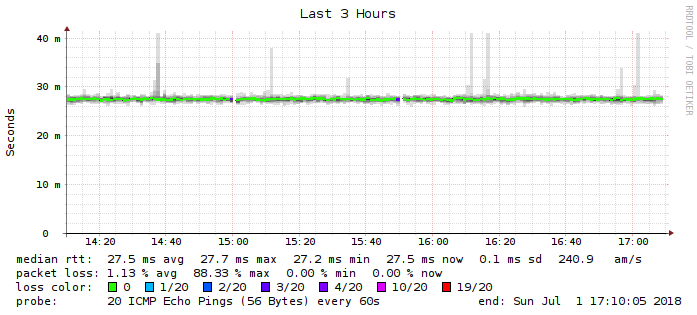 Last 3 Hours
RRDTOOL / TOBI OETIKER
Seconds
40 m
30 m
20 m
10 m
0
14:20 14:40 15:00 15:20 15:40 16:00 16:20 16:40 17:00
median rtt: 27.5 ms avg 27.7 ms max 27.2 ms min 27.5 ms now 0.1 ms sd 240.9 am/s
packet loss: 1.13 % avg 88.33 % max 0.00 % min 0.00 % now
loss color: 0 1/20 2/20 3/20 4/20 10/20 19/20
probe: 20 ICMP Echo Pings (56 Bytes) every 60s end: Sun Jul 1 17:10:05 2018